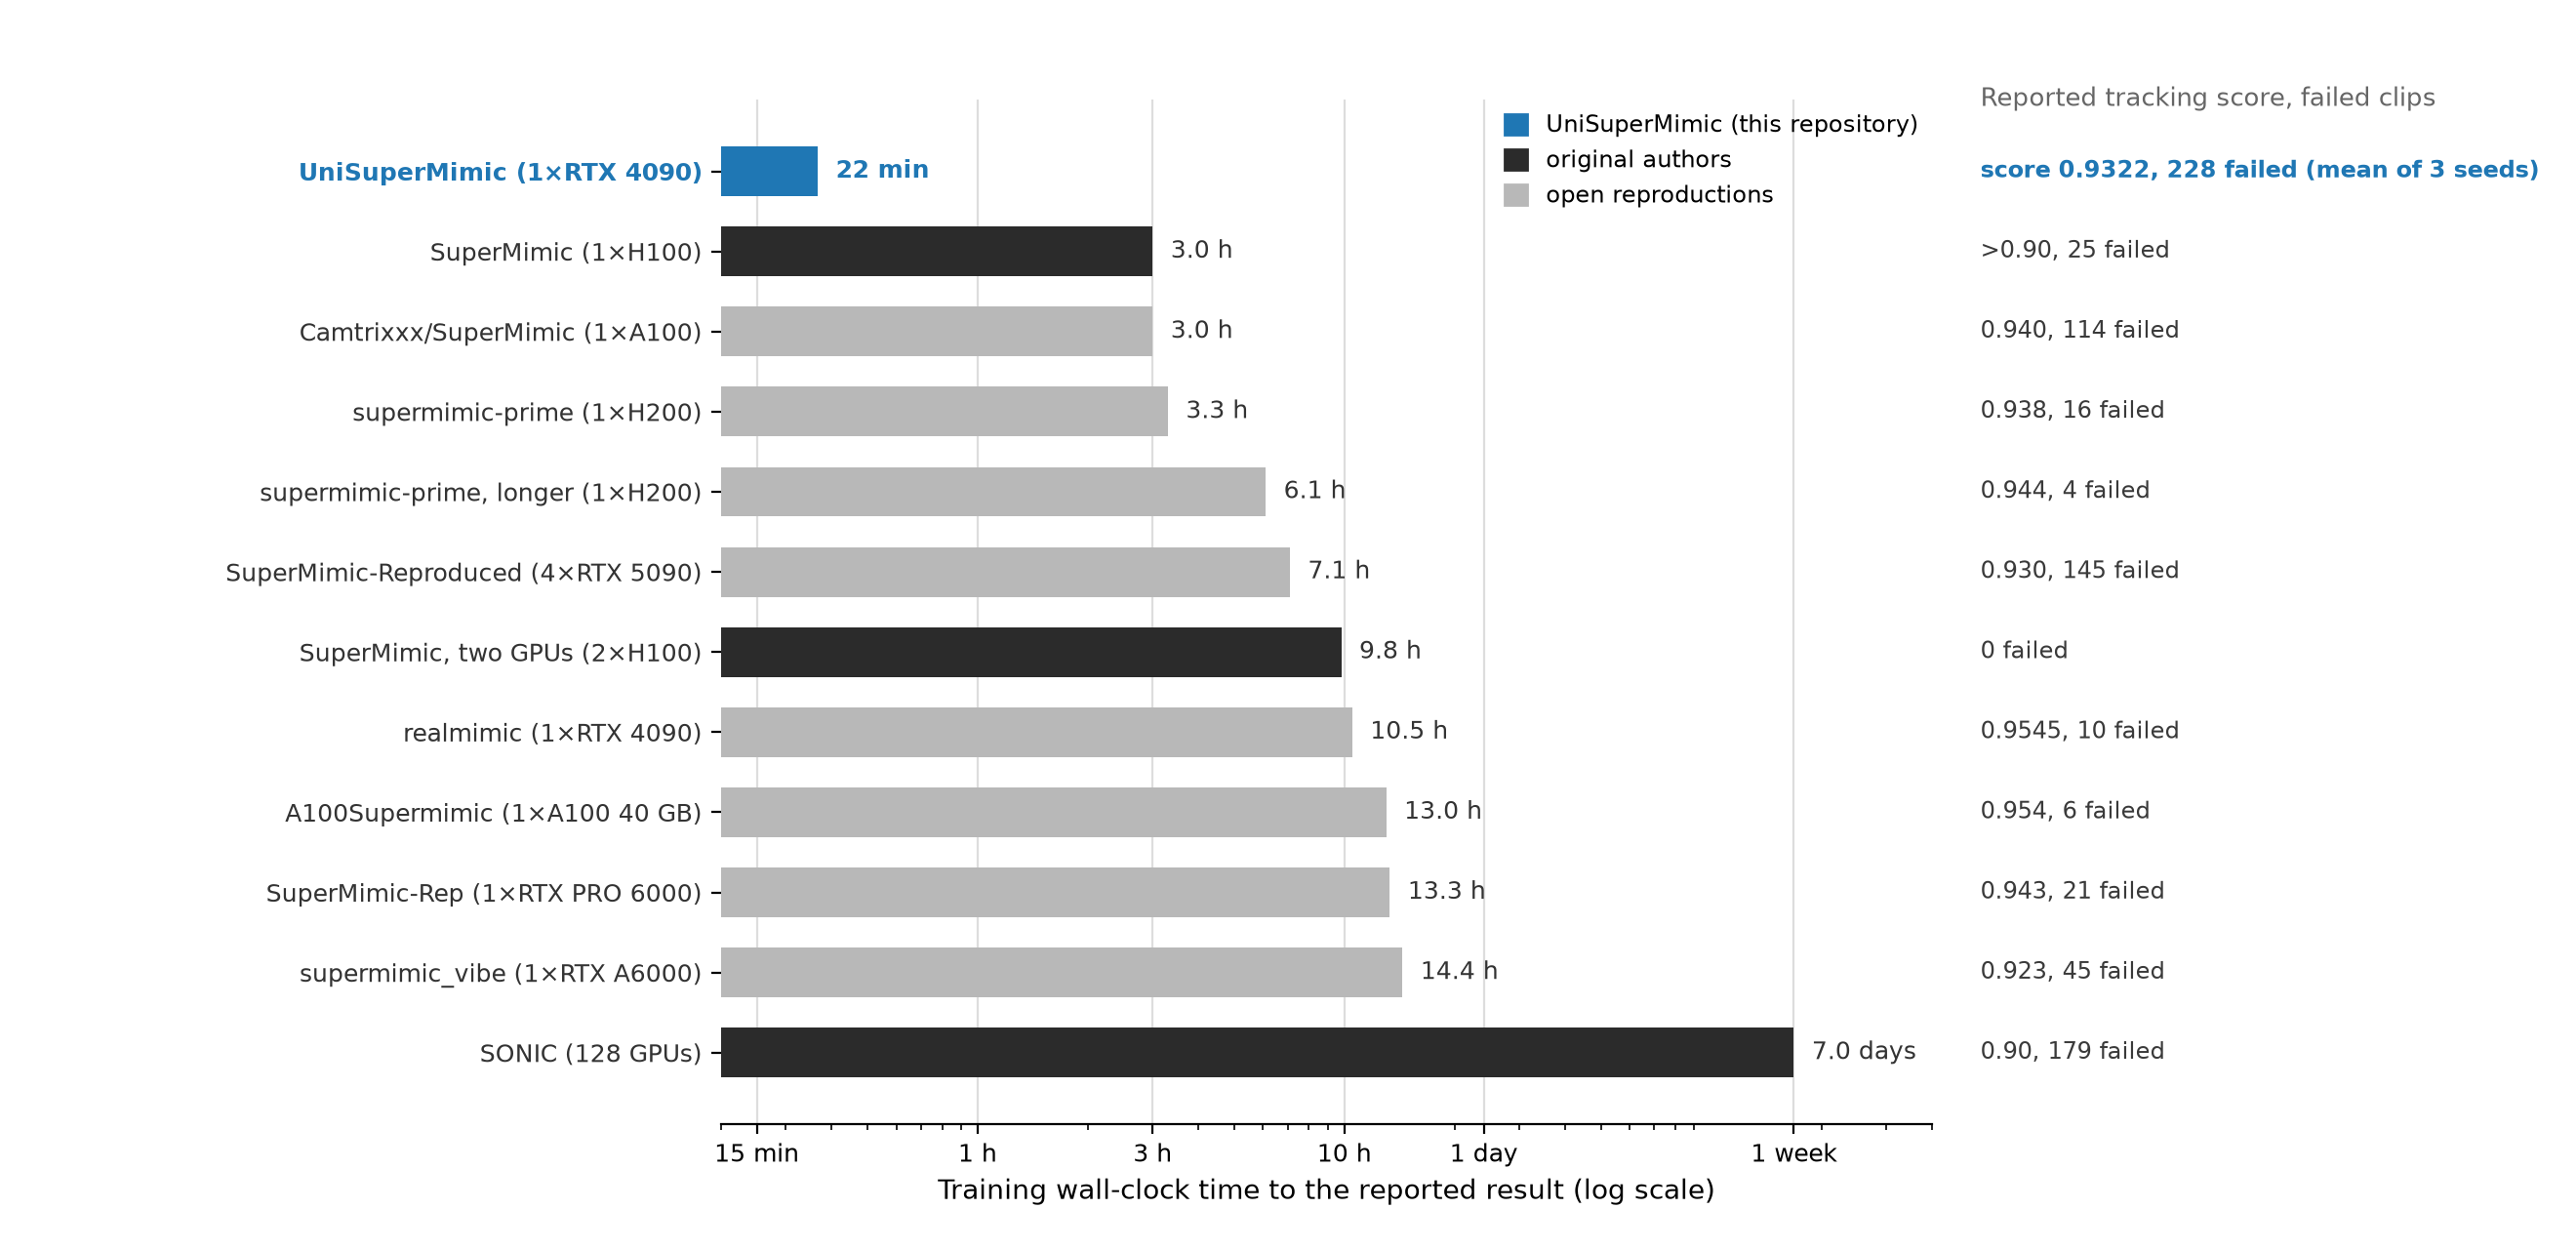 Reported tracking score, failed clips
UniSuperMimic (this repository)
original authors
open reproductions
UniSuperMimic (1×RTX 4090) 22 min score 0.9322, 228 failed (mean of 3 seeds)
SuperMimic (1×H100) 3.0 h >0.90, 25 failed
Camtrixxx/SuperMimic (1×A100) 3.0 h 0.940, 114 failed
supermimic-prime (1×H200) 3.3 h 0.938, 16 failed
supermimic-prime, longer (1×H200) 6.1 h 0.944, 4 failed
SuperMimic-Reproduced (4×RTX 5090) 7.1 h 0.930, 145 failed
SuperMimic, two GPUs (2×H100) 9.8 h 0 failed
realmimic (1×RTX 4090) 10.5 h 0.9545, 10 failed
A100Supermimic (1×A100 40 GB) 13.0 h 0.954, 6 failed
SuperMimic-Rep (1×RTX PRO 6000) 13.3 h 0.943, 21 failed
supermimic_vibe (1×RTX A6000) 14.4 h 0.923, 45 failed
SONIC (128 GPUs) 7.0 days 0.90, 179 failed
15 min 1 h 3 h 10 h 1 day 1 week
Training wall-clock time to the reported result (log scale)